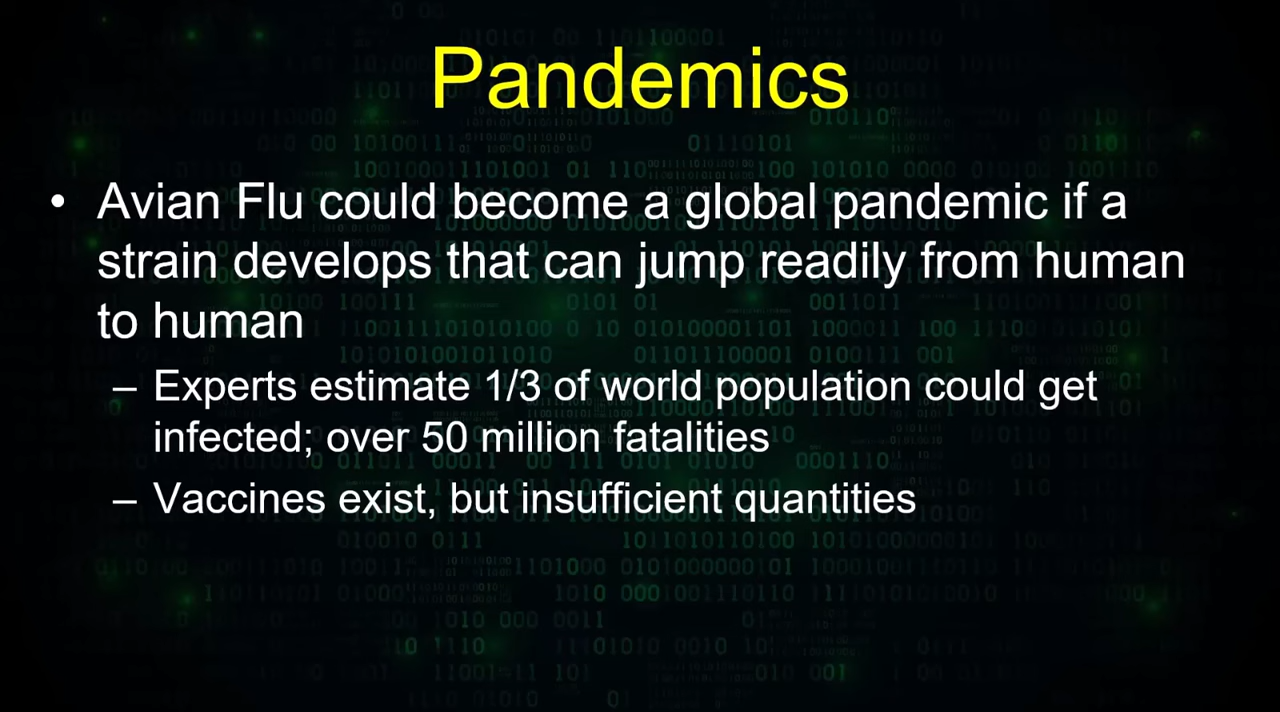 Pandemics
• Avian Flu could become a global pandemic if a
strain develops that can jump readily from human
to human
– Experts estimate 1/3 of world population could get
infected; over 50 million fatalities
– Vaccines exist, but insufficient quantities